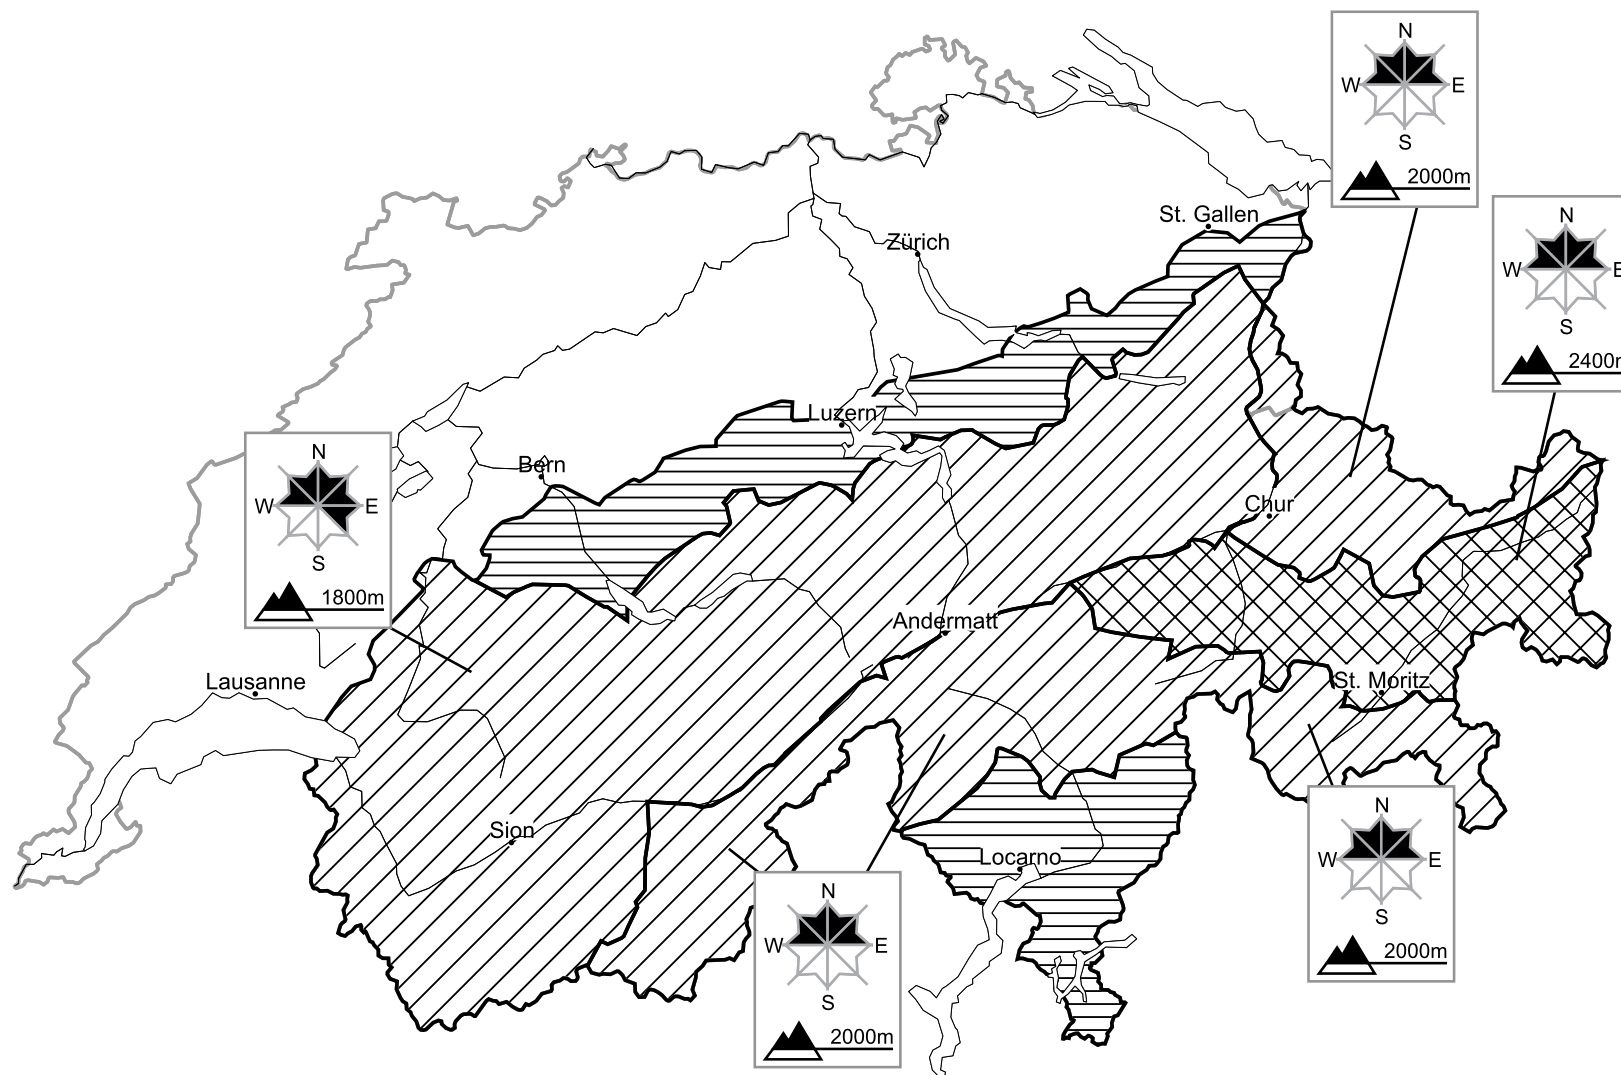 N
W E
S
2000m
N
W E
S
2400m
St. Gallen
Zürich
Luzern
Bern
N
W E
S
1800m
Chur
Andermatt
Lausanne
St. Moritz
Sion
Locarno
N
W E
S
2000m
N
W E
S
2000m